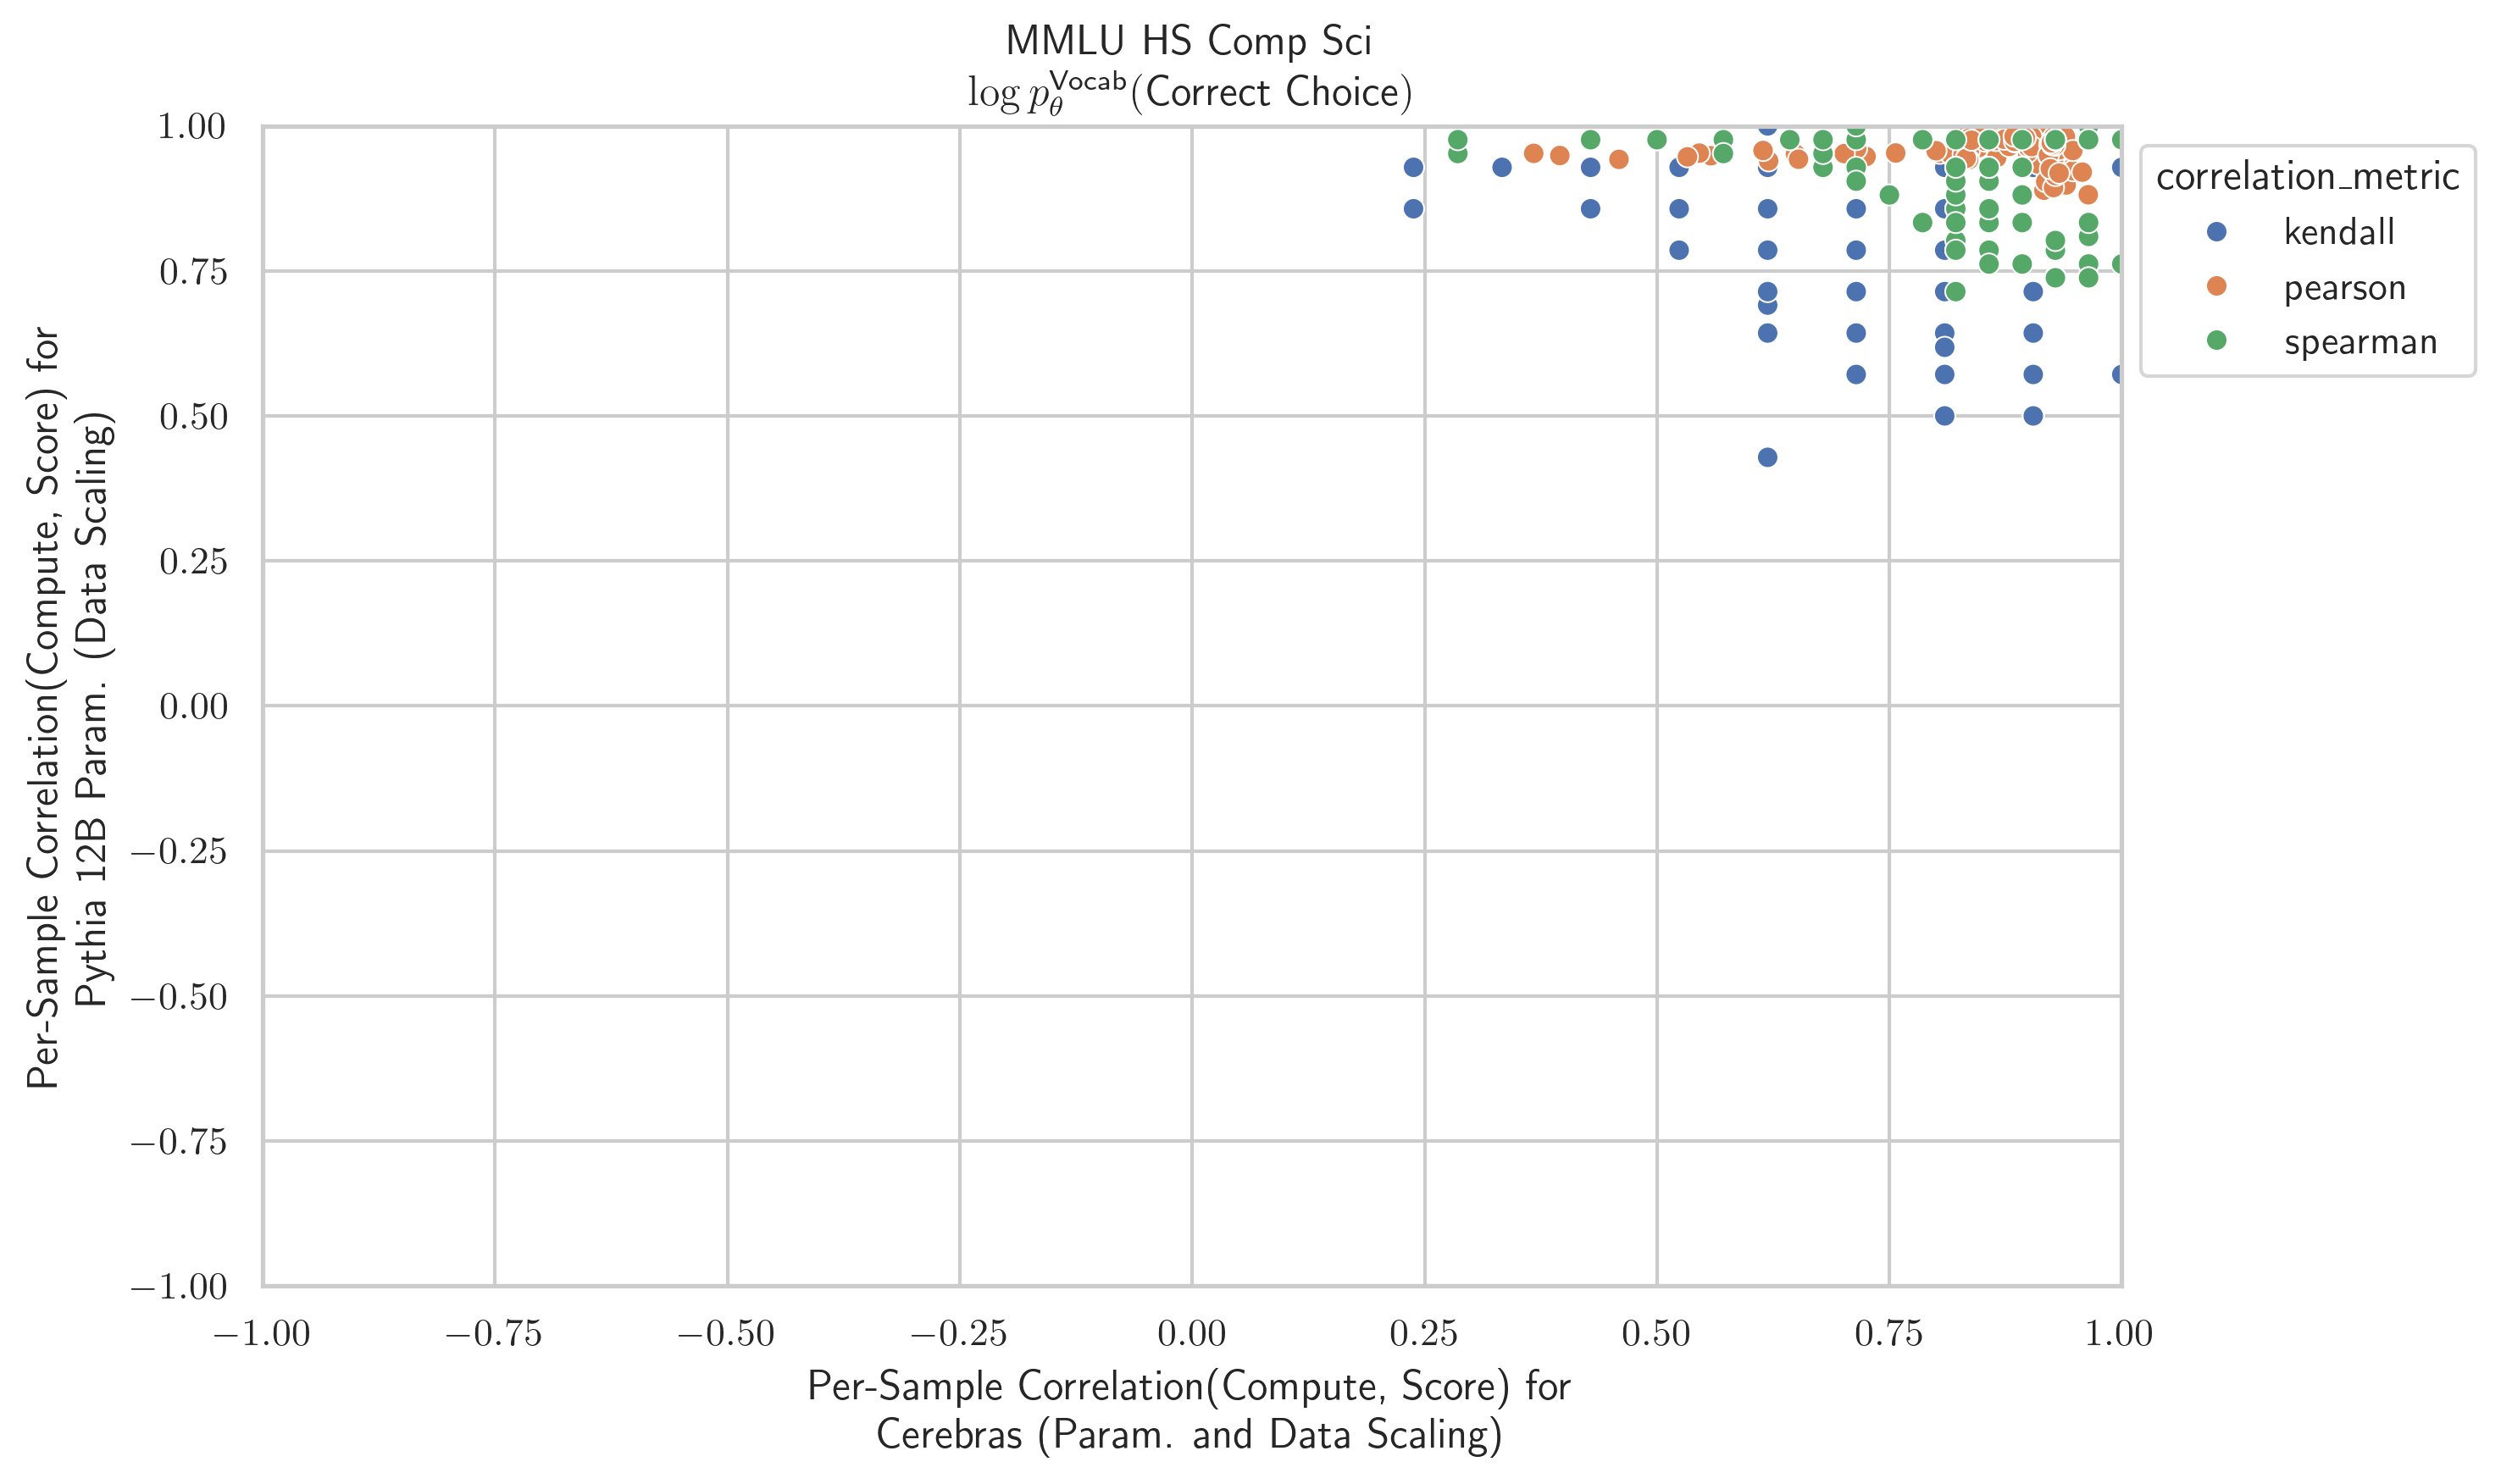 MMLU HS Comp Sci
log p_θ^Vocab(Correct Choice)
1.00
0.75
0.50
0.25
0.00
−0.25
−0.50
−0.75
−1.00
Per-Sample Correlation(Compute, Score) for
Pythia 12B Param. (Data Scaling)
correlation_metric
kendall
pearson
spearman
−1.00 −0.75 −0.50 −0.25 0.00 0.25 0.50 0.75 1.00
Per-Sample Correlation(Compute, Score) for
Cerebras (Param. and Data Scaling)